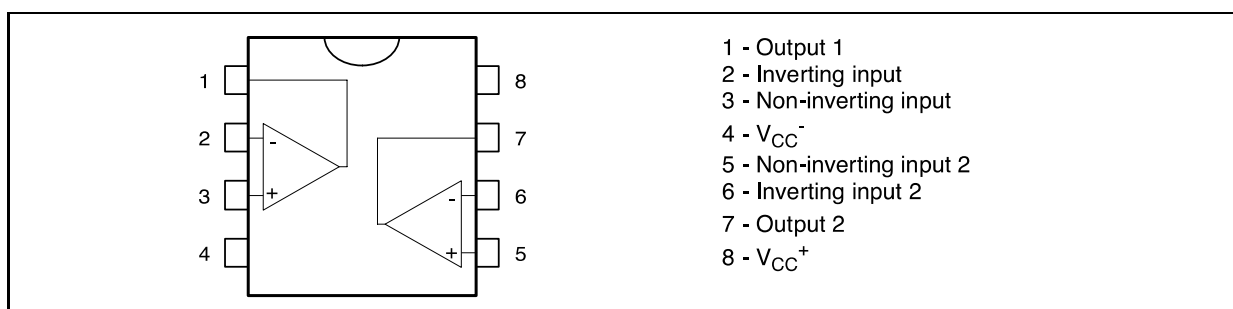 1
2
3
4
8
7
6
5
-
+
-
+
1 - Output 1
2 - Inverting input
3 - Non-inverting input
4 - VCC-
5 - Non-inverting input 2
6 - Inverting input 2
7 - Output 2
8 - VCC+